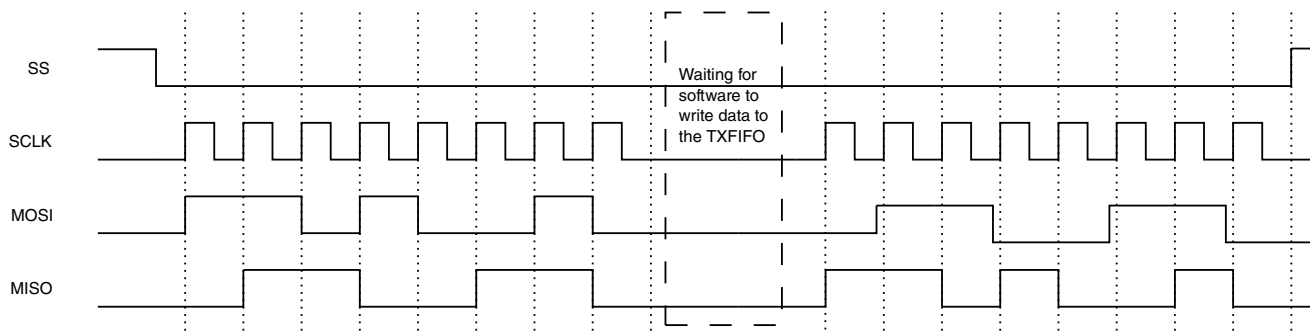 SS
Waiting for
software to
write data to
the TXFIFO
SCLK
MOSI
MISO